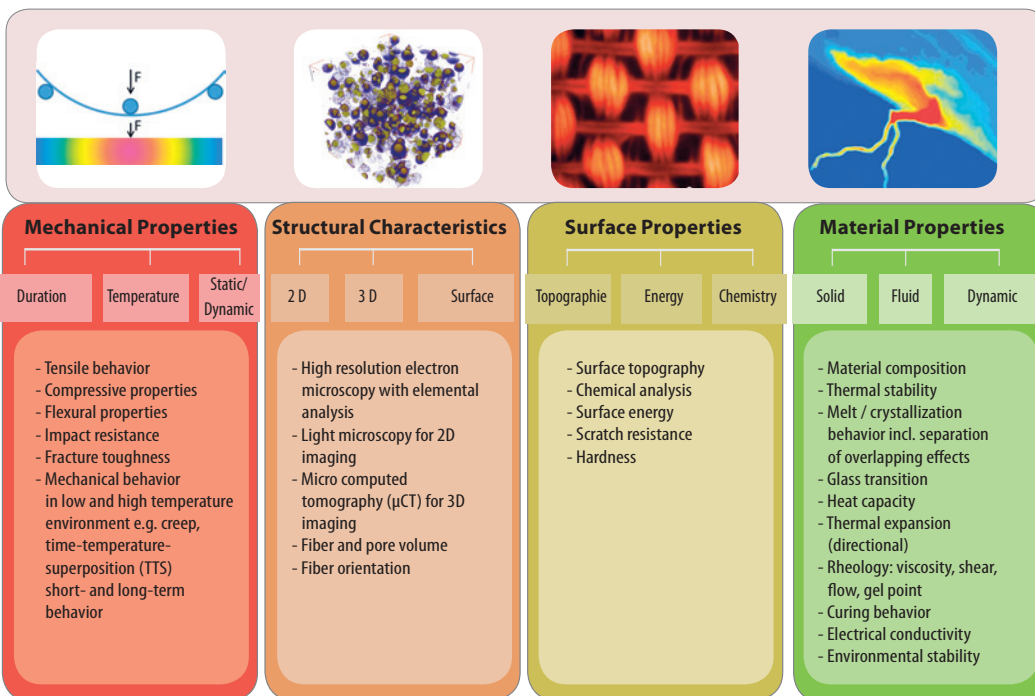 F
F
Mechanical Properties
Duration
Temperature
Static/
Dynamic
- Tensile behavior
- Compressive properties
- Flexural properties
- Impact resistance
- Fracture toughness
- Mechanical behavior
in low and high temperature
environment e.g. creep,
time-temperature-
superposition (TTS)
short- and long-term
behavior
Structural Characteristics
2 D
3 D
Surface
- High resolution electron
microscopy with elemental
analysis
- Light microscopy for 2D
imaging
- Micro computed
tomography (µCT) for 3D
imaging
- Fiber and pore volume
- Fiber orientation
Surface Properties
Topographie
Energy
Chemistry
- Surface topography
- Chemical analysis
- Surface energy
- Scratch resistance
- Hardness
Material Properties
Solid
Fluid
Dynamic
- Material composition
- Thermal stability
- Melt / crystallization
behavior incl. separation
of overlapping effects
- Glass transition
- Heat capacity
- Thermal expansion
(directional)
- Rheology: viscosity, shear,
flow, gel point
- Curing behavior
- Electrical conductivity
- Environmental stability